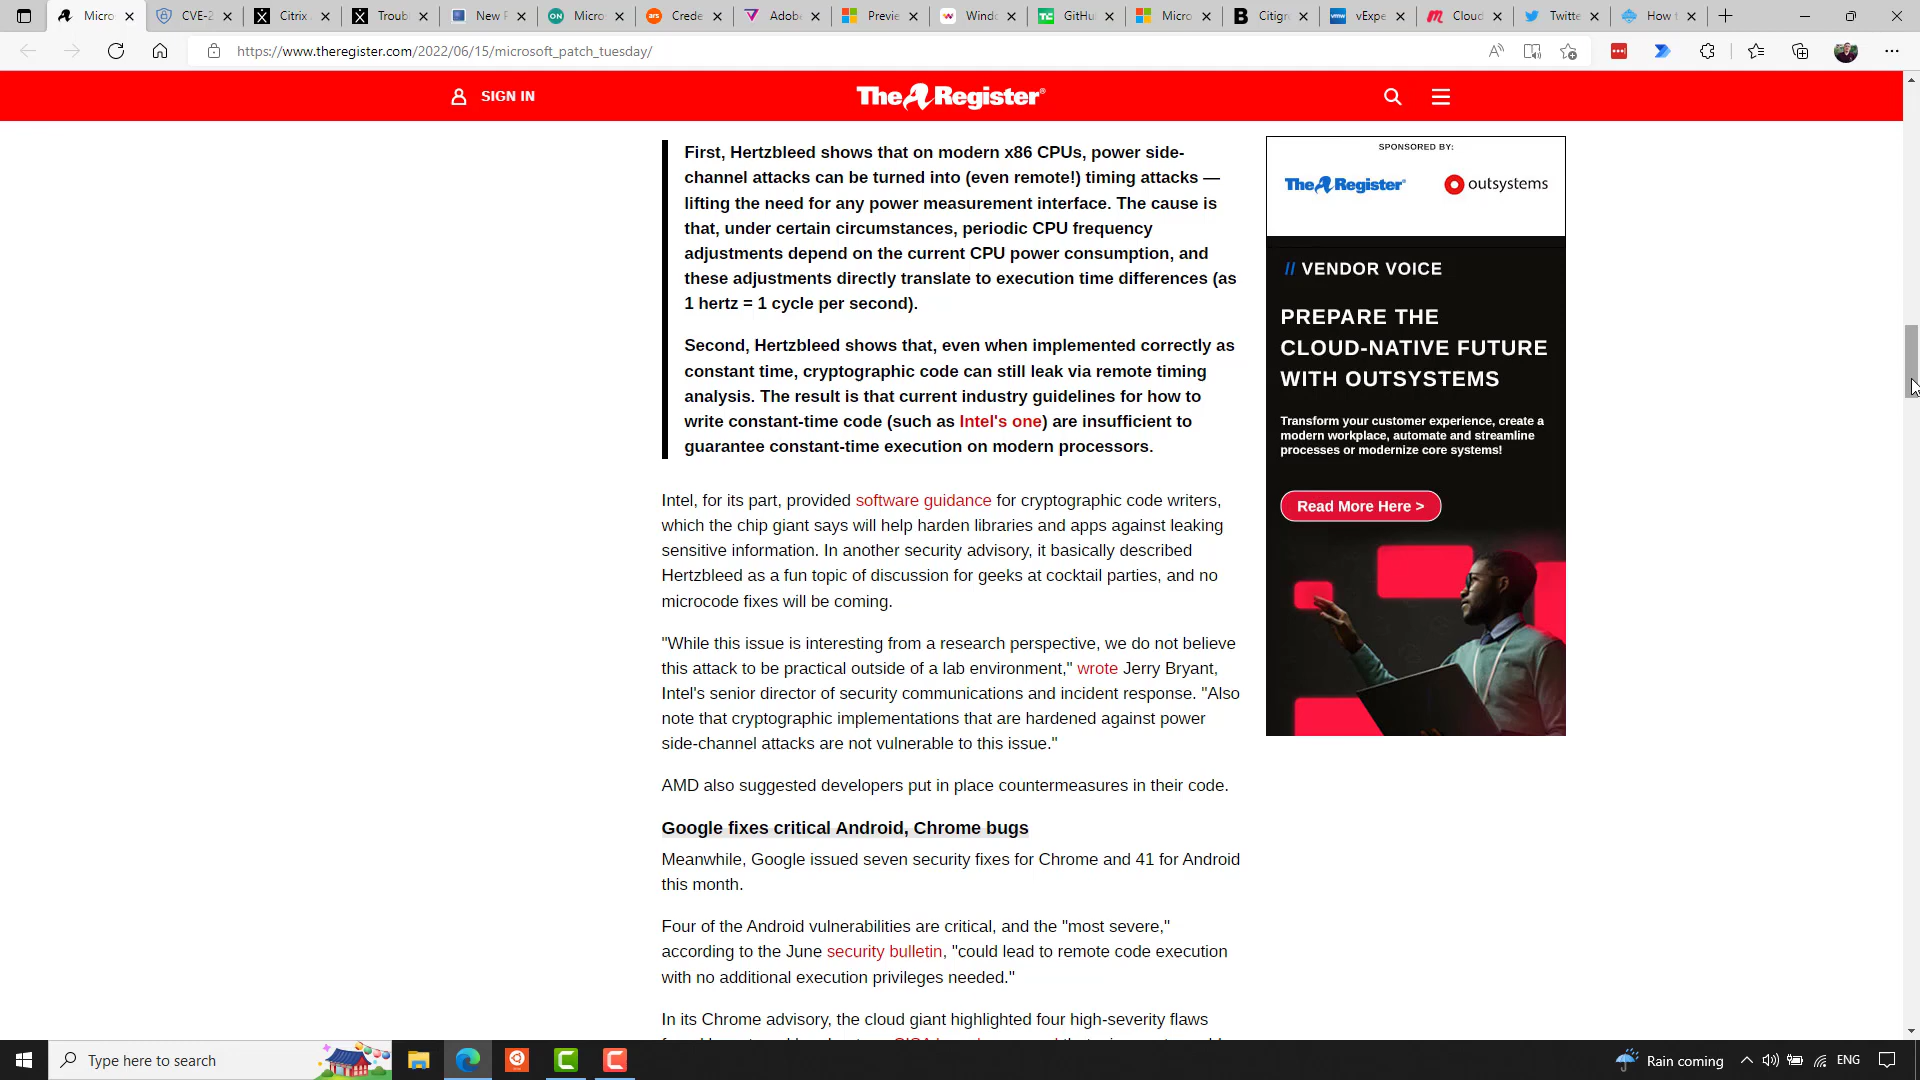 Micro
CVE-2
Citrix
Troub
New F
Micro
Crede
Adob
Previe
Wind
GitHu
Micro
Citigr
vExpe
Cloud
Twitte
How t
https://www.theregister.com/2022/06/15/microsoft_patch_tuesday/
SIGN IN
The Register
First, Hertzbleed shows that on modern x86 CPUs, power side-
channel attacks can be turned into (even remote!) timing attacks —
lifting the need for any power measurement interface. The cause is
that, under certain circumstances, periodic CPU frequency
adjustments depend on the current CPU power consumption, and
these adjustments directly translate to execution time differences (as
1 hertz = 1 cycle per second).
Second, Hertzbleed shows that, even when implemented correctly as
constant time, cryptographic code can still leak via remote timing
analysis. The result is that current industry guidelines for how to
write constant-time code (such as Intel's one) are insufficient to
guarantee constant-time execution on modern processors.
Intel, for its part, provided software guidance for cryptographic code writers,
which the chip giant says will help harden libraries and apps against leaking
sensitive information. In another security advisory, it basically described
Hertzbleed as a fun topic of discussion for geeks at cocktail parties, and no
microcode fixes will be coming.
"While this issue is interesting from a research perspective, we do not believe
this attack to be practical outside of a lab environment," wrote Jerry Bryant,
Intel's senior director of security communications and incident response. "Also
note that cryptographic implementations that are hardened against power
side-channel attacks are not vulnerable to this issue."
AMD also suggested developers put in place countermeasures in their code.
Google fixes critical Android, Chrome bugs
Meanwhile, Google issued seven security fixes for Chrome and 41 for Android
this month.
Four of the Android vulnerabilities are critical, and the "most severe,"
according to the June security bulletin, "could lead to remote code execution
with no additional execution privileges needed."
In its Chrome advisory, the cloud giant highlighted four high-severity flaws
SPONSORED BY:
The Register
outsystems
// VENDOR VOICE
PREPARE THE
CLOUD-NATIVE FUTURE
WITH OUTSYSTEMS
Transform your customer experience, create a
modern workplace, automate and streamline
processes or modernize core systems!
Read More Here >
Type here to search
Rain coming
ENG